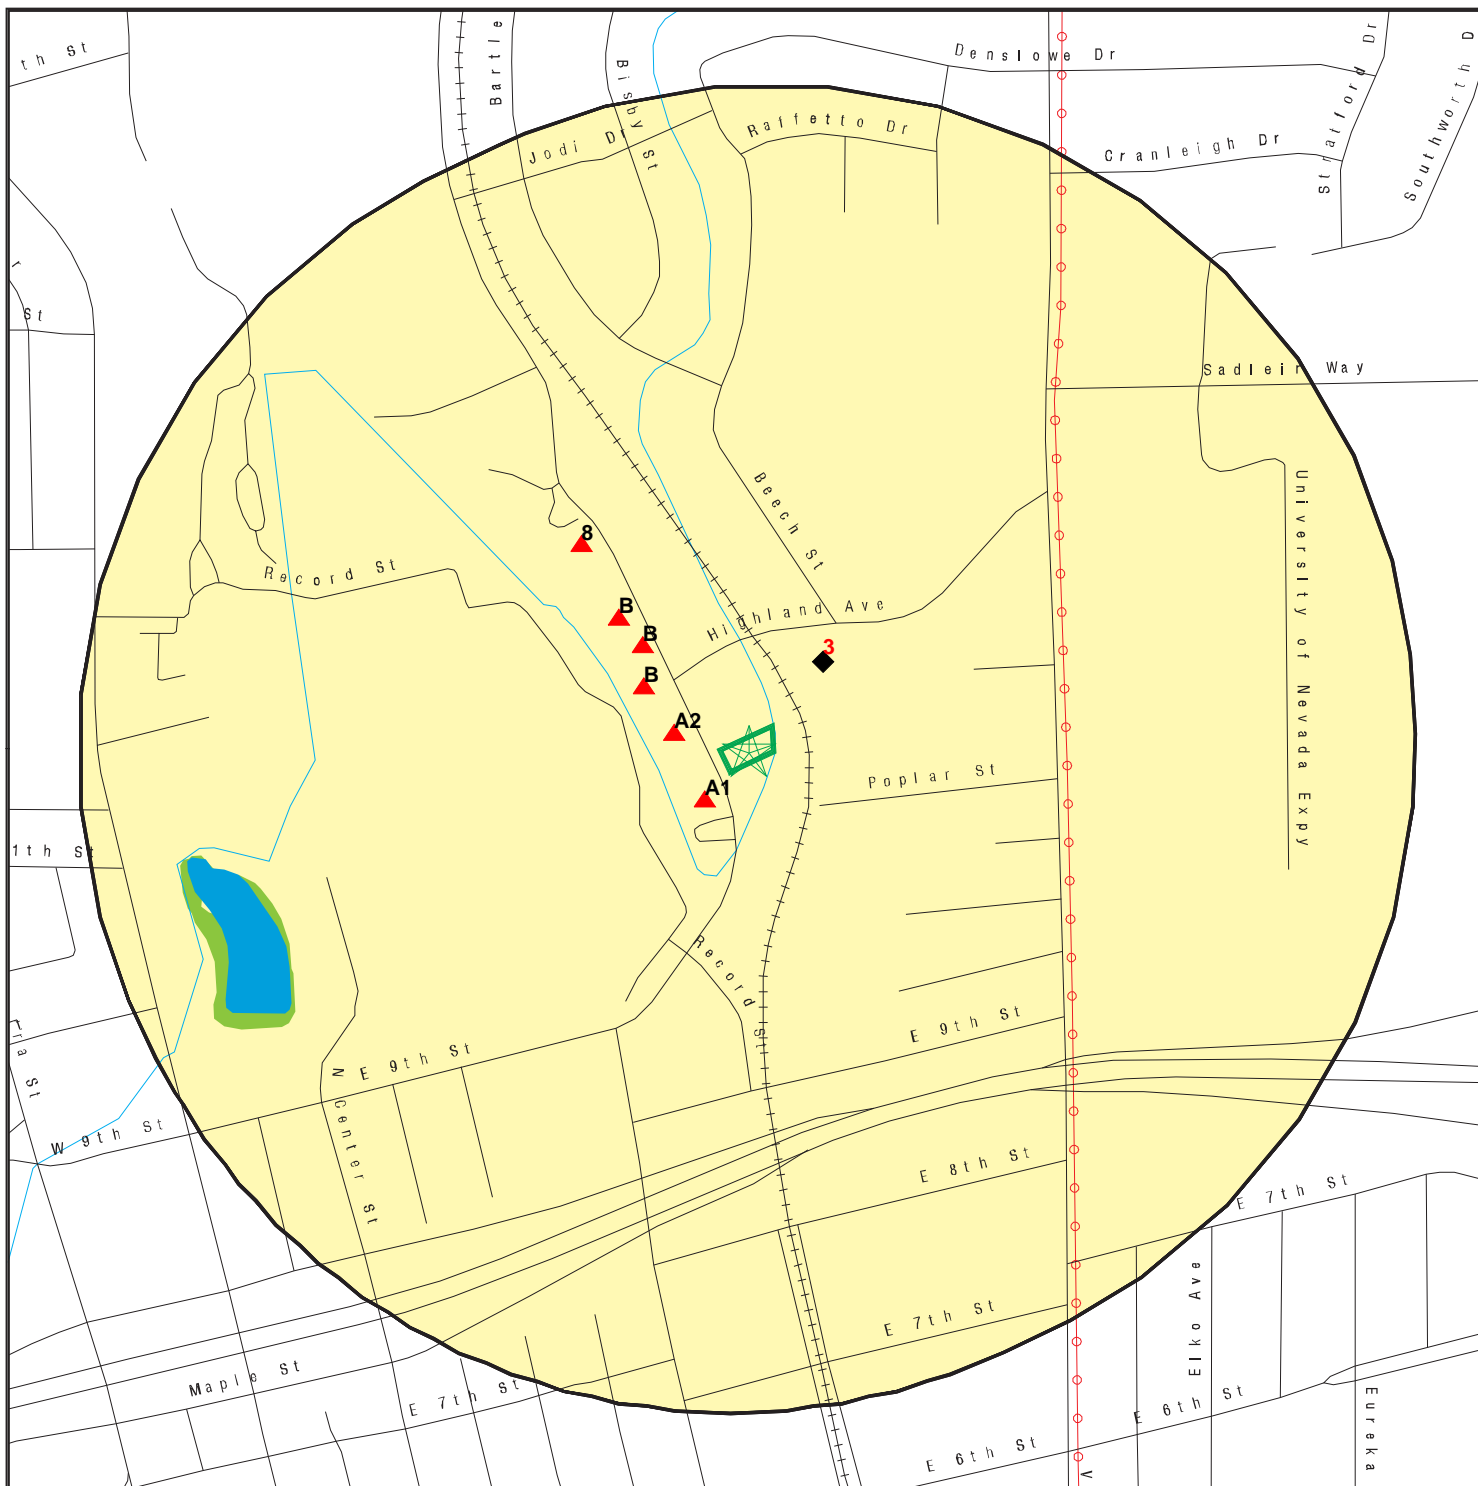 th St
Bartle
Bisby St
Denslowe Dr
Stratford Dr
Southworth D
Jodi Dr
Raffetto Dr
Cranleigh Dr
r
St
Sadleir Way
Beech St
University of Nevada Expy
8
Record St
B
Highland Ave
B
3
B
A2
Poplar St
A1
1th St
Record St
tra St
E 9th St
E 9th St
N Center St
W 9th St
E 8th St
E 7th St
Elko Ave
E 7th St
Maple St
E 7th St
E 6th St
Eureka
E 6th St
V